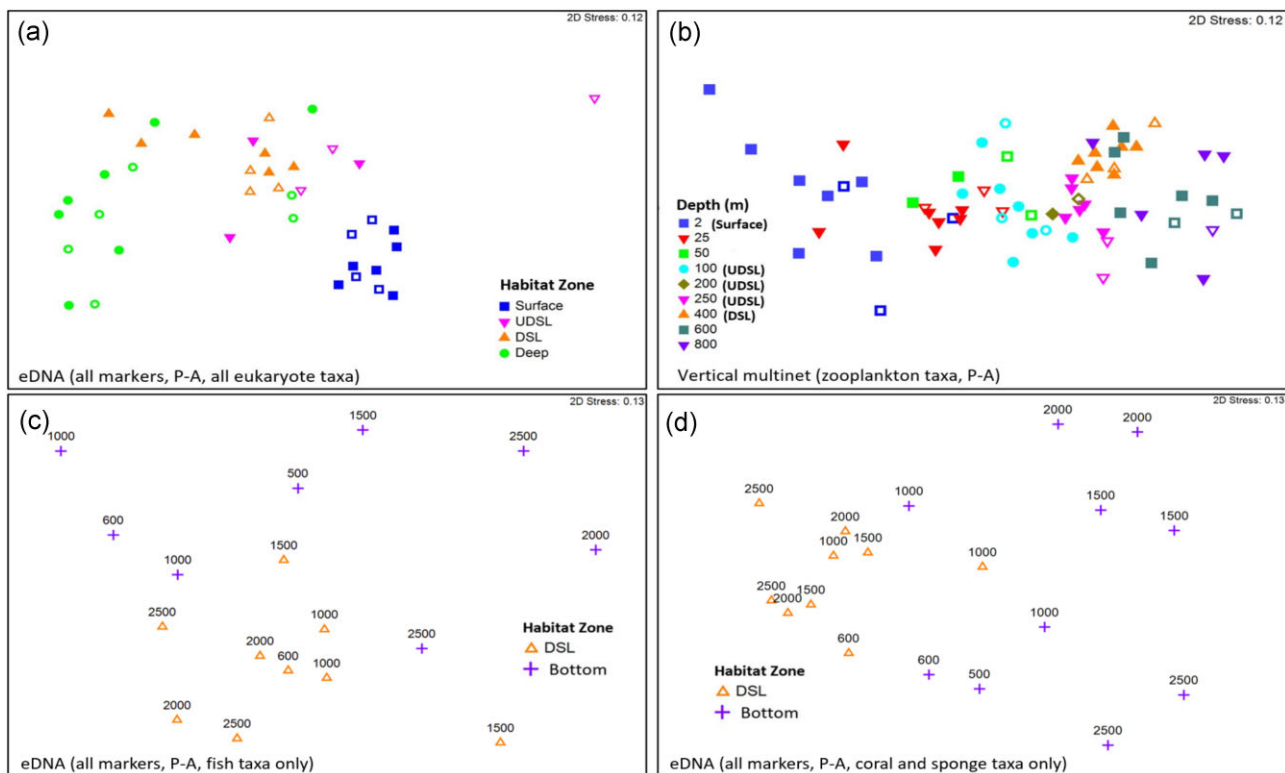 (a)
2D Stress: 0.12
Habitat Zone
Surface
UDSL
DSL
Deep
eDNA (all markers, P-A, all eukaryote taxa)
(b)
2D Stress: 0.12
Depth (m)
2 (Surface)
25
50
100 (UDSL)
200 (UDSL)
250 (UDSL)
400 (DSL)
600
800
Vertical multinet (zooplankton taxa, P-A)
(c)
2D Stress: 0.13
1500
1000
2500
500
600
2000
1500
1000
2500
1000
2500
2000
600
1000
2000
2500
1500
Habitat Zone
DSL
Bottom
eDNA (all markers, P-A, fish taxa only)
(d)
2D Stress: 0.13
2000
2000
2500
1000
1500
1500
2000
1000
1500
1000
2500
2000
1500
1000
600
600
500
2500
2500
Habitat Zone
DSL
Bottom
eDNA (all markers, P-A, coral and sponge taxa only)